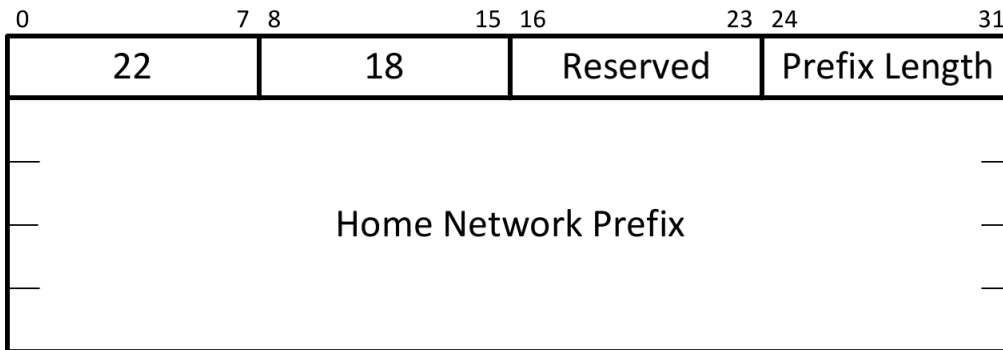 0 7 8 15 16 23 24 31
22 18 Reserved Prefix Length
Home Network Prefix